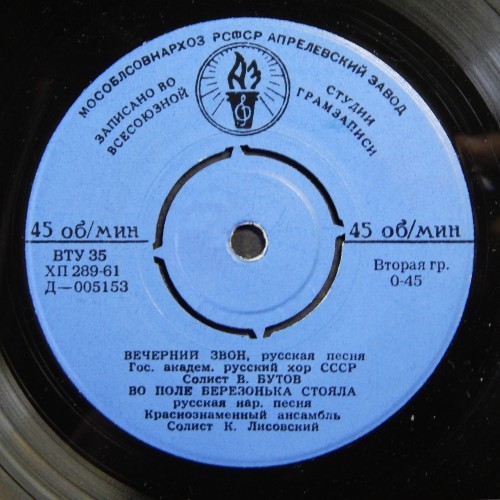 МОСОБЛСОВНАРХОЗ РСФСР АПРЕЛЕВСКИЙ ЗАВОД
ЗАПИСАНО ВО
ВСЕСОЮЗНОЙ
СТУДИИ
ГРАМЗАПИСИ
АЗ
45 об/мин
45 об/мин
ВТУ 35
ХП 289-61
Д—005153
Вторая гр.
0-45
ВЕЧЕРНИЙ ЗВОН, русская песня
Гос. академ. русский хор СССР
Солист В. БУТОВ
ВО ПОЛЕ БЕРЕЗОНЬКА СТОЯЛА
русская нар. песня
Краснознаменный ансамбль
Солист К. Лисовский